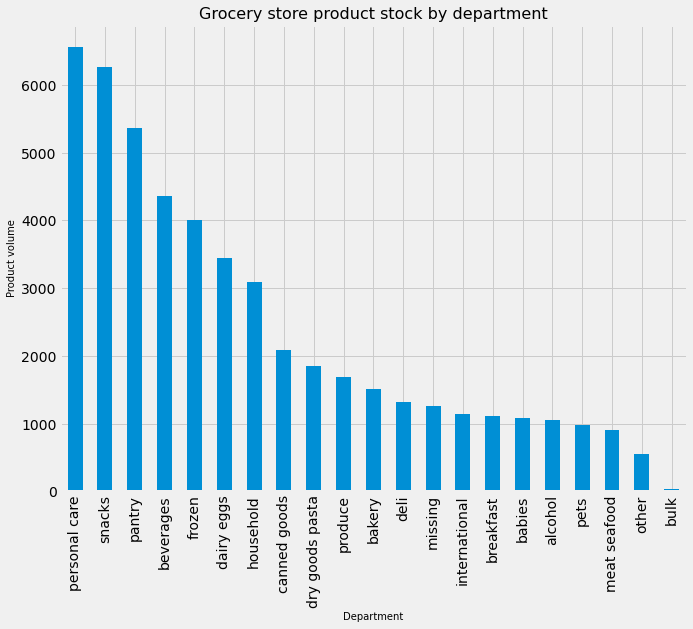 Grocery store product stock by department
Product volume
6000
5000
4000
3000
2000
1000
0
personal care
snacks
pantry
beverages
frozen
dairy eggs
household
canned goods
dry goods pasta
produce
bakery
deli
missing
international
breakfast
babies
alcohol
pets
meat seafood
other
bulk
Department